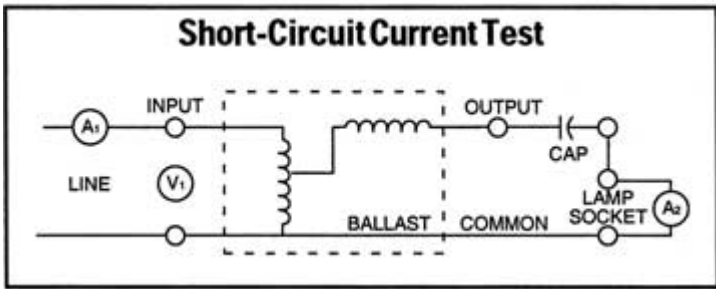 Short-Circuit Current Test
INPUT
OUTPUT
A₁
CAP
LINE
V₁
LAMP
SOCKET
A₂
BALLAST
COMMON